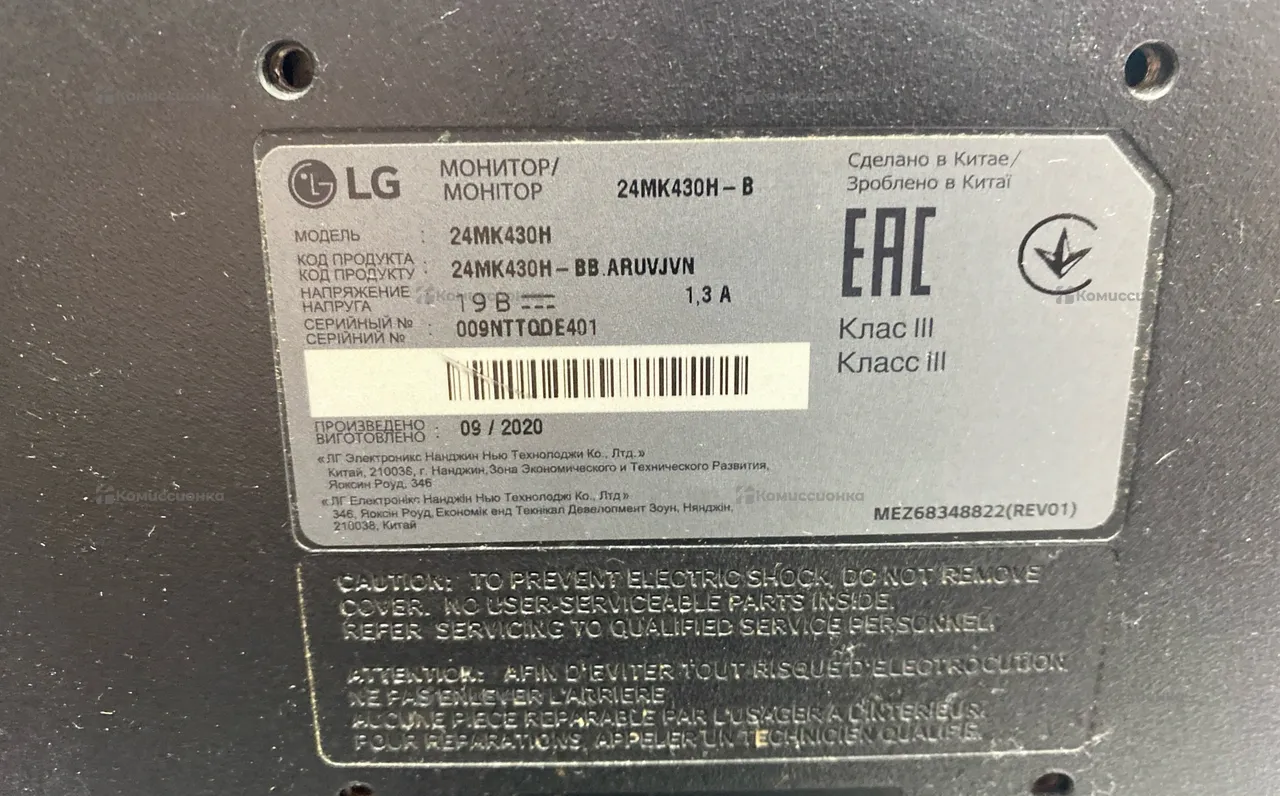 LG
МОНИТОР/
МОНІТОР
24MK430H-B
Сделано в Китае/
Зроблено в Китаї
МОДЕЛЬ : 24MK430H
КОД ПРОДУКТА
КОД ПРОДУКТУ : 24MK430H-BB.ARUVJVN
НАПРЯЖЕНИЕ
НАПРУГА : 19 В 1,3 А
СЕРИЙНЫЙ №
СЕРІЙНИЙ № : 009NTTQDE401
EAC
Клас III
Класс III
ПРОИЗВЕДЕНО
ВИГОТОВЛЕНО : 09 / 2020
«ЛГ Электроникс Нанджин Нью Технолоджи Ко., Лтд.»
Китай, 210038, г. Нанджин,Зона Экономического и Технического Развития,
Яоксин Роуд, 346
«ЛГ Електронікс Нанджін Нью Технолоджі Ко., Лтд»
346, Яоксін Роуд, Економік енд Текнікал Девелопмент Зоун, Нянджін,
210038, Китай
MEZ68348822(REV01)
CAUTION: TO PREVENT ELECTRIC SHOCK, DO NOT REMOVE
COVER. NO USER-SERVICEABLE PARTS INSIDE.
REFER SERVICING TO QUALIFIED SERVICE PERSONNEL.
ATTENTION: AFIN D'EVITER TOUT RISQUE D'ELECTROCUTION
NE PAS ENLEVER L'ARRIERE
AUCUNE PIECE REPARABLE PAR L'USAGER A L'INTERIEUR.
POUR REPARATIONS, APPELER UN TECHNICIEN QUALIFIE.
Комиссионка
Комиссионка
Комиссионка
Комиссионка